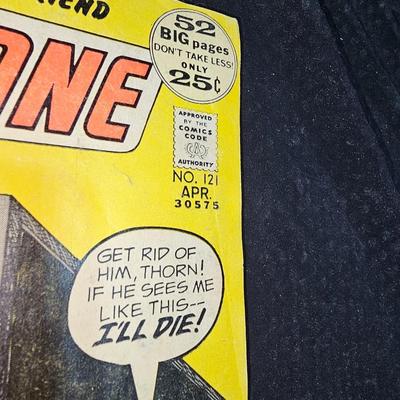 RIEND
ONE
52
BIG pages
DON'T TAKE LESS!
ONLY
25¢
APPROVED
BY THE
COMICS
CODE
AUTHORITY
NO. 121
APR.
30575
GET RID OF
HIM, THORN!
IF HE SEES ME
LIKE THIS--
I'LL DIE!